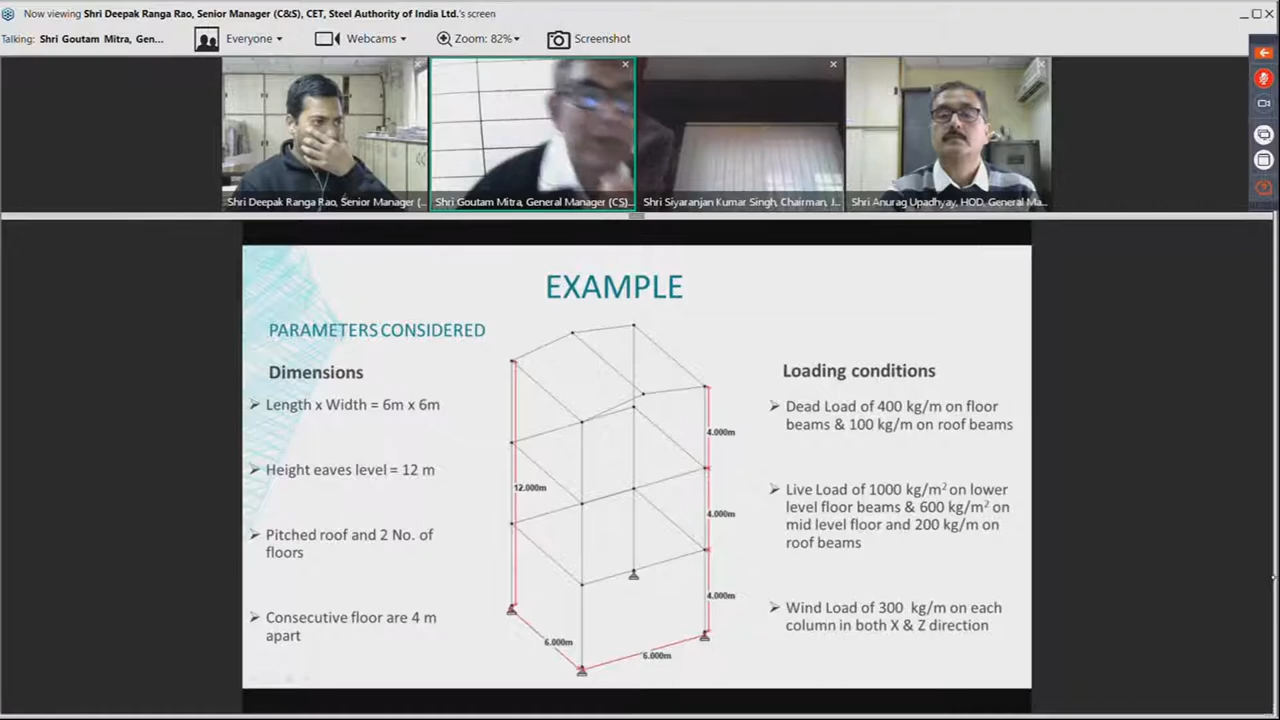 Now viewing Shri Deepak Ranga Rao, Senior Manager (C&S), CET, Steel Authority of India Ltd.'s screen
Talking: Shri Goutam Mitra, Gen...
Everyone
Webcams
Zoom: 82%
Screenshot
Shri Deepak Ranga Rao, Senior Manager (...
Shri Goutam Mitra, General Manager (CS)...
Shri Siyaranjan Kumar Singh, Chairman, J...
Shri Anurag Upadhyay, HOD, General Ma...
EXAMPLE
PARAMETERS CONSIDERED
Dimensions
➢ Length x Width = 6m x 6m
➢ Height eaves level = 12 m
➢ Pitched roof and 2 No. of
floors
➢ Consecutive floor are 4 m
apart
12.000m
4.000m
4.000m
4.000m
6.000m
6.000m
Loading conditions
➢ Dead Load of 400 kg/m on floor
beams & 100 kg/m on roof beams
➢ Live Load of 1000 kg/m² on lower
level floor beams & 600 kg/m² on
mid level floor and 200 kg/m on
roof beams
➢ Wind Load of 300 kg/m on each
column in both X & Z direction